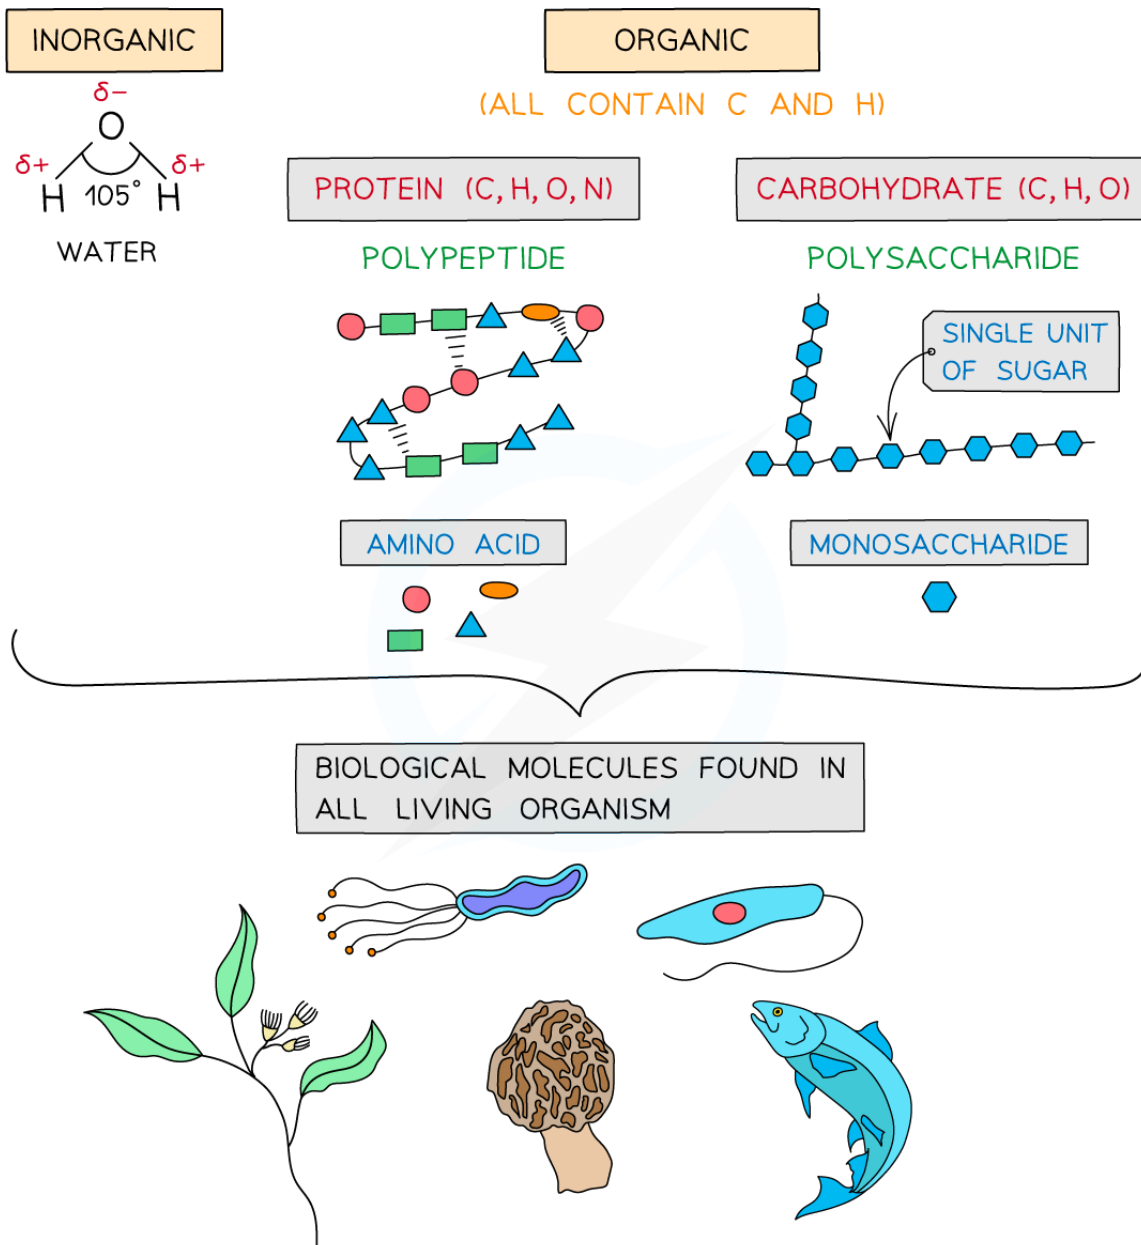 INORGANIC
ORGANIC
(ALL CONTAIN C AND H)
δ−
O
δ+
δ+
H
105°
H
WATER
PROTEIN (C, H, O, N)
CARBOHYDRATE (C, H, O)
POLYPEPTIDE
POLYSACCHARIDE
SINGLE UNIT
OF SUGAR
AMINO ACID
MONOSACCHARIDE
BIOLOGICAL MOLECULES FOUND IN
ALL LIVING ORGANISM